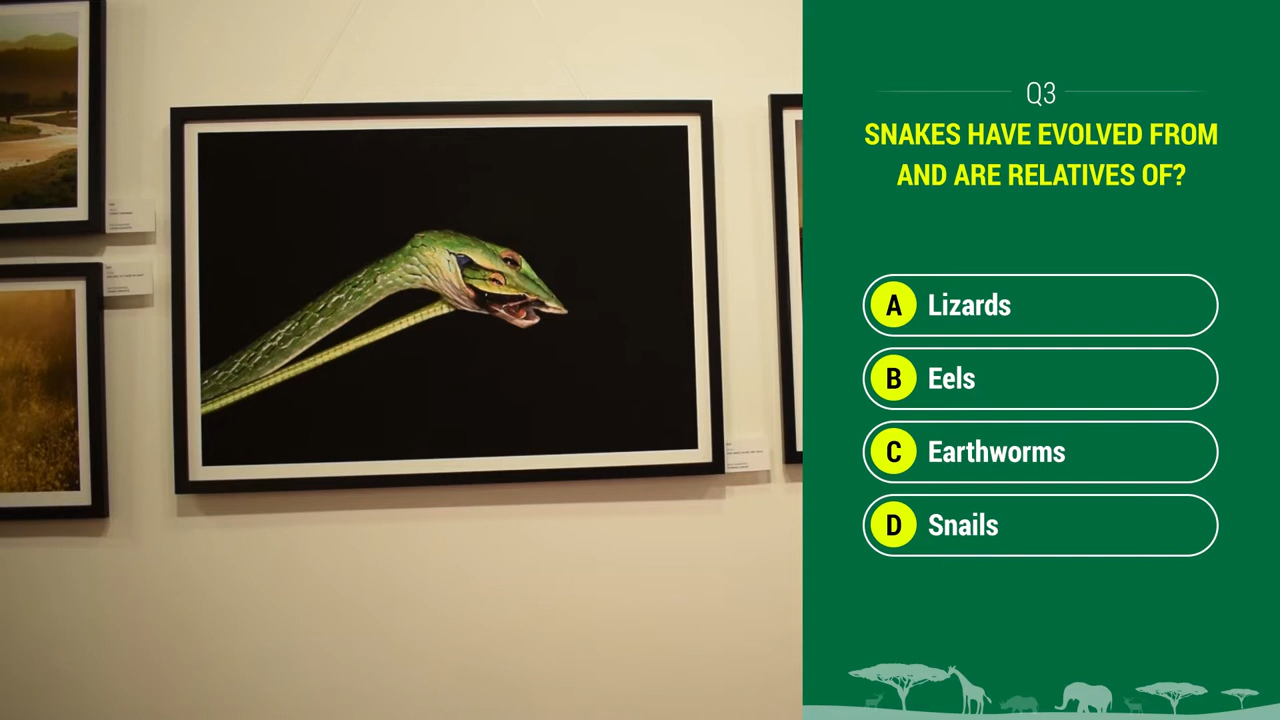 Q3
SNAKES HAVE EVOLVED FROM
AND ARE RELATIVES OF?
A Lizards
B Eels
C Earthworms
D Snails